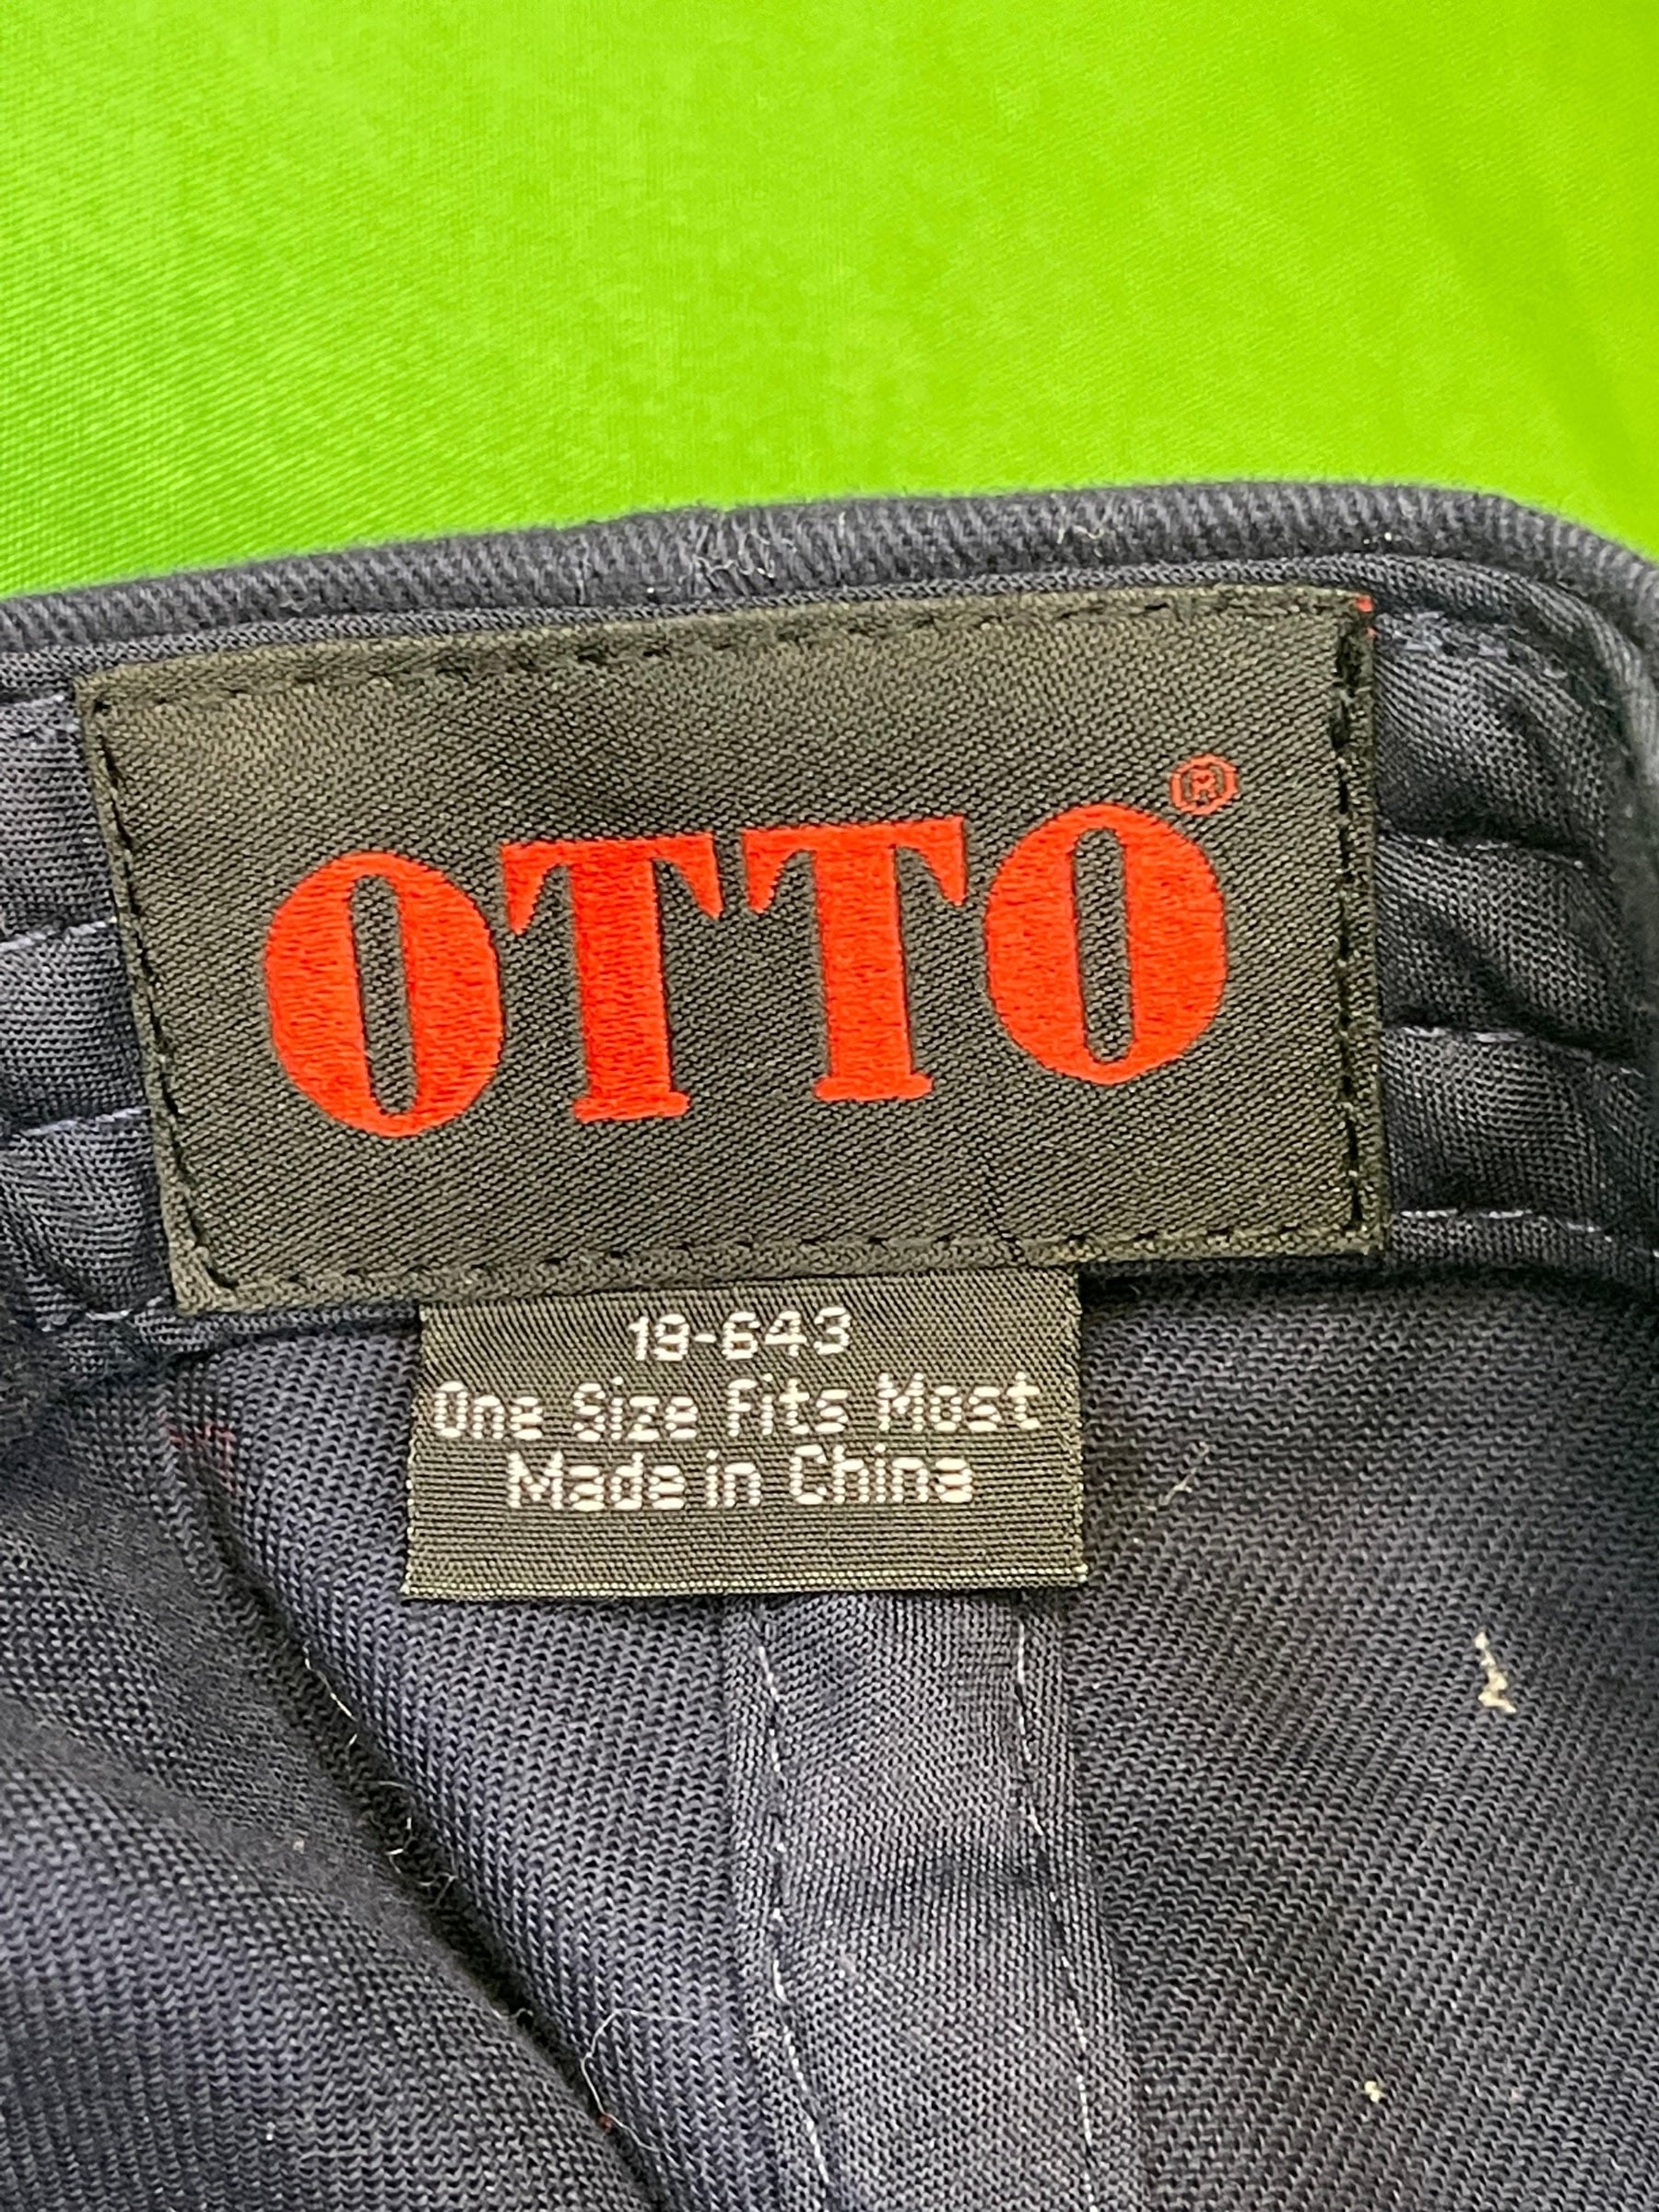 OTTO®
19-643
One Size Fits Most
Made in China